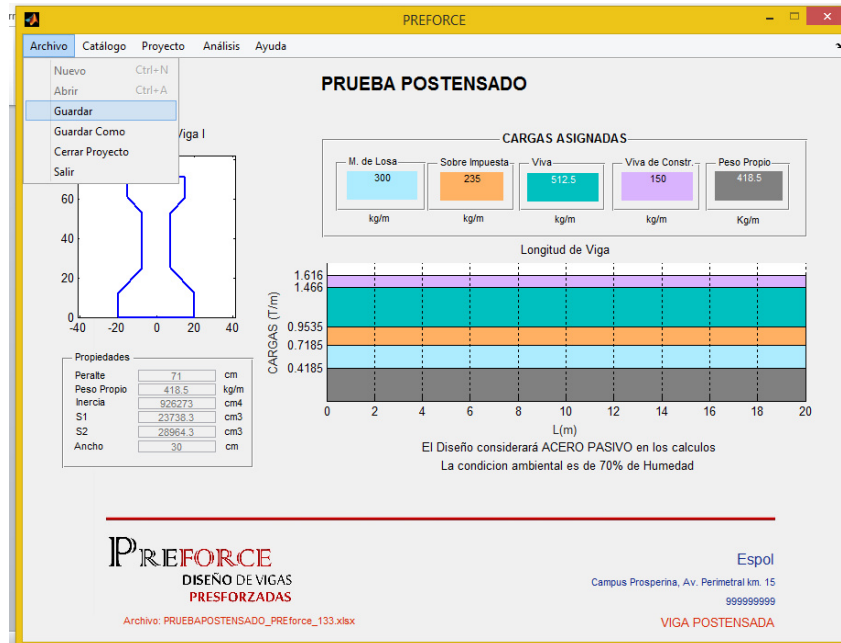 PREFORCE
Archivo Catálogo Proyecto Análisis Ayuda
Nuevo Ctrl+N
Abrir Ctrl+A
Guardar
Guardar Como
Cerrar Proyecto
Salir
PRUEBA POSTENSADO
Viga I
60
40
20
0
-40 -20 0 20 40
CARGAS ASIGNADAS
M. de Losa Sobre Impuesta Viva Viva de Constr. Peso Propio
300 235 512.5 150 418.5
kg/m kg/m kg/m kg/m Kg/m
Longitud de Viga
CARGAS (T/m)
1.616
1.466
0.9535
0.7185
0.4185
0 2 4 6 8 10 12 14 16 18 20
L(m)
Propiedades
Peralte 71 cm
Peso Propio 418.5 kg/m
Inercia 926273 cm4
S1 23738.3 cm3
S2 28964.3 cm3
Ancho 30 cm
El Diseño considerará ACERO PASIVO en los calculos
La condicion ambiental es de 70% de Humedad
PREFORCE
DISEÑO DE VIGAS
PRESFORZADAS
Archivo: PRUEBAPOSTENSADO_PREforce_133.xlsx
Espol
Campus Prosperina, Av. Perimetral km. 15
999999999
VIGA POSTENSADA